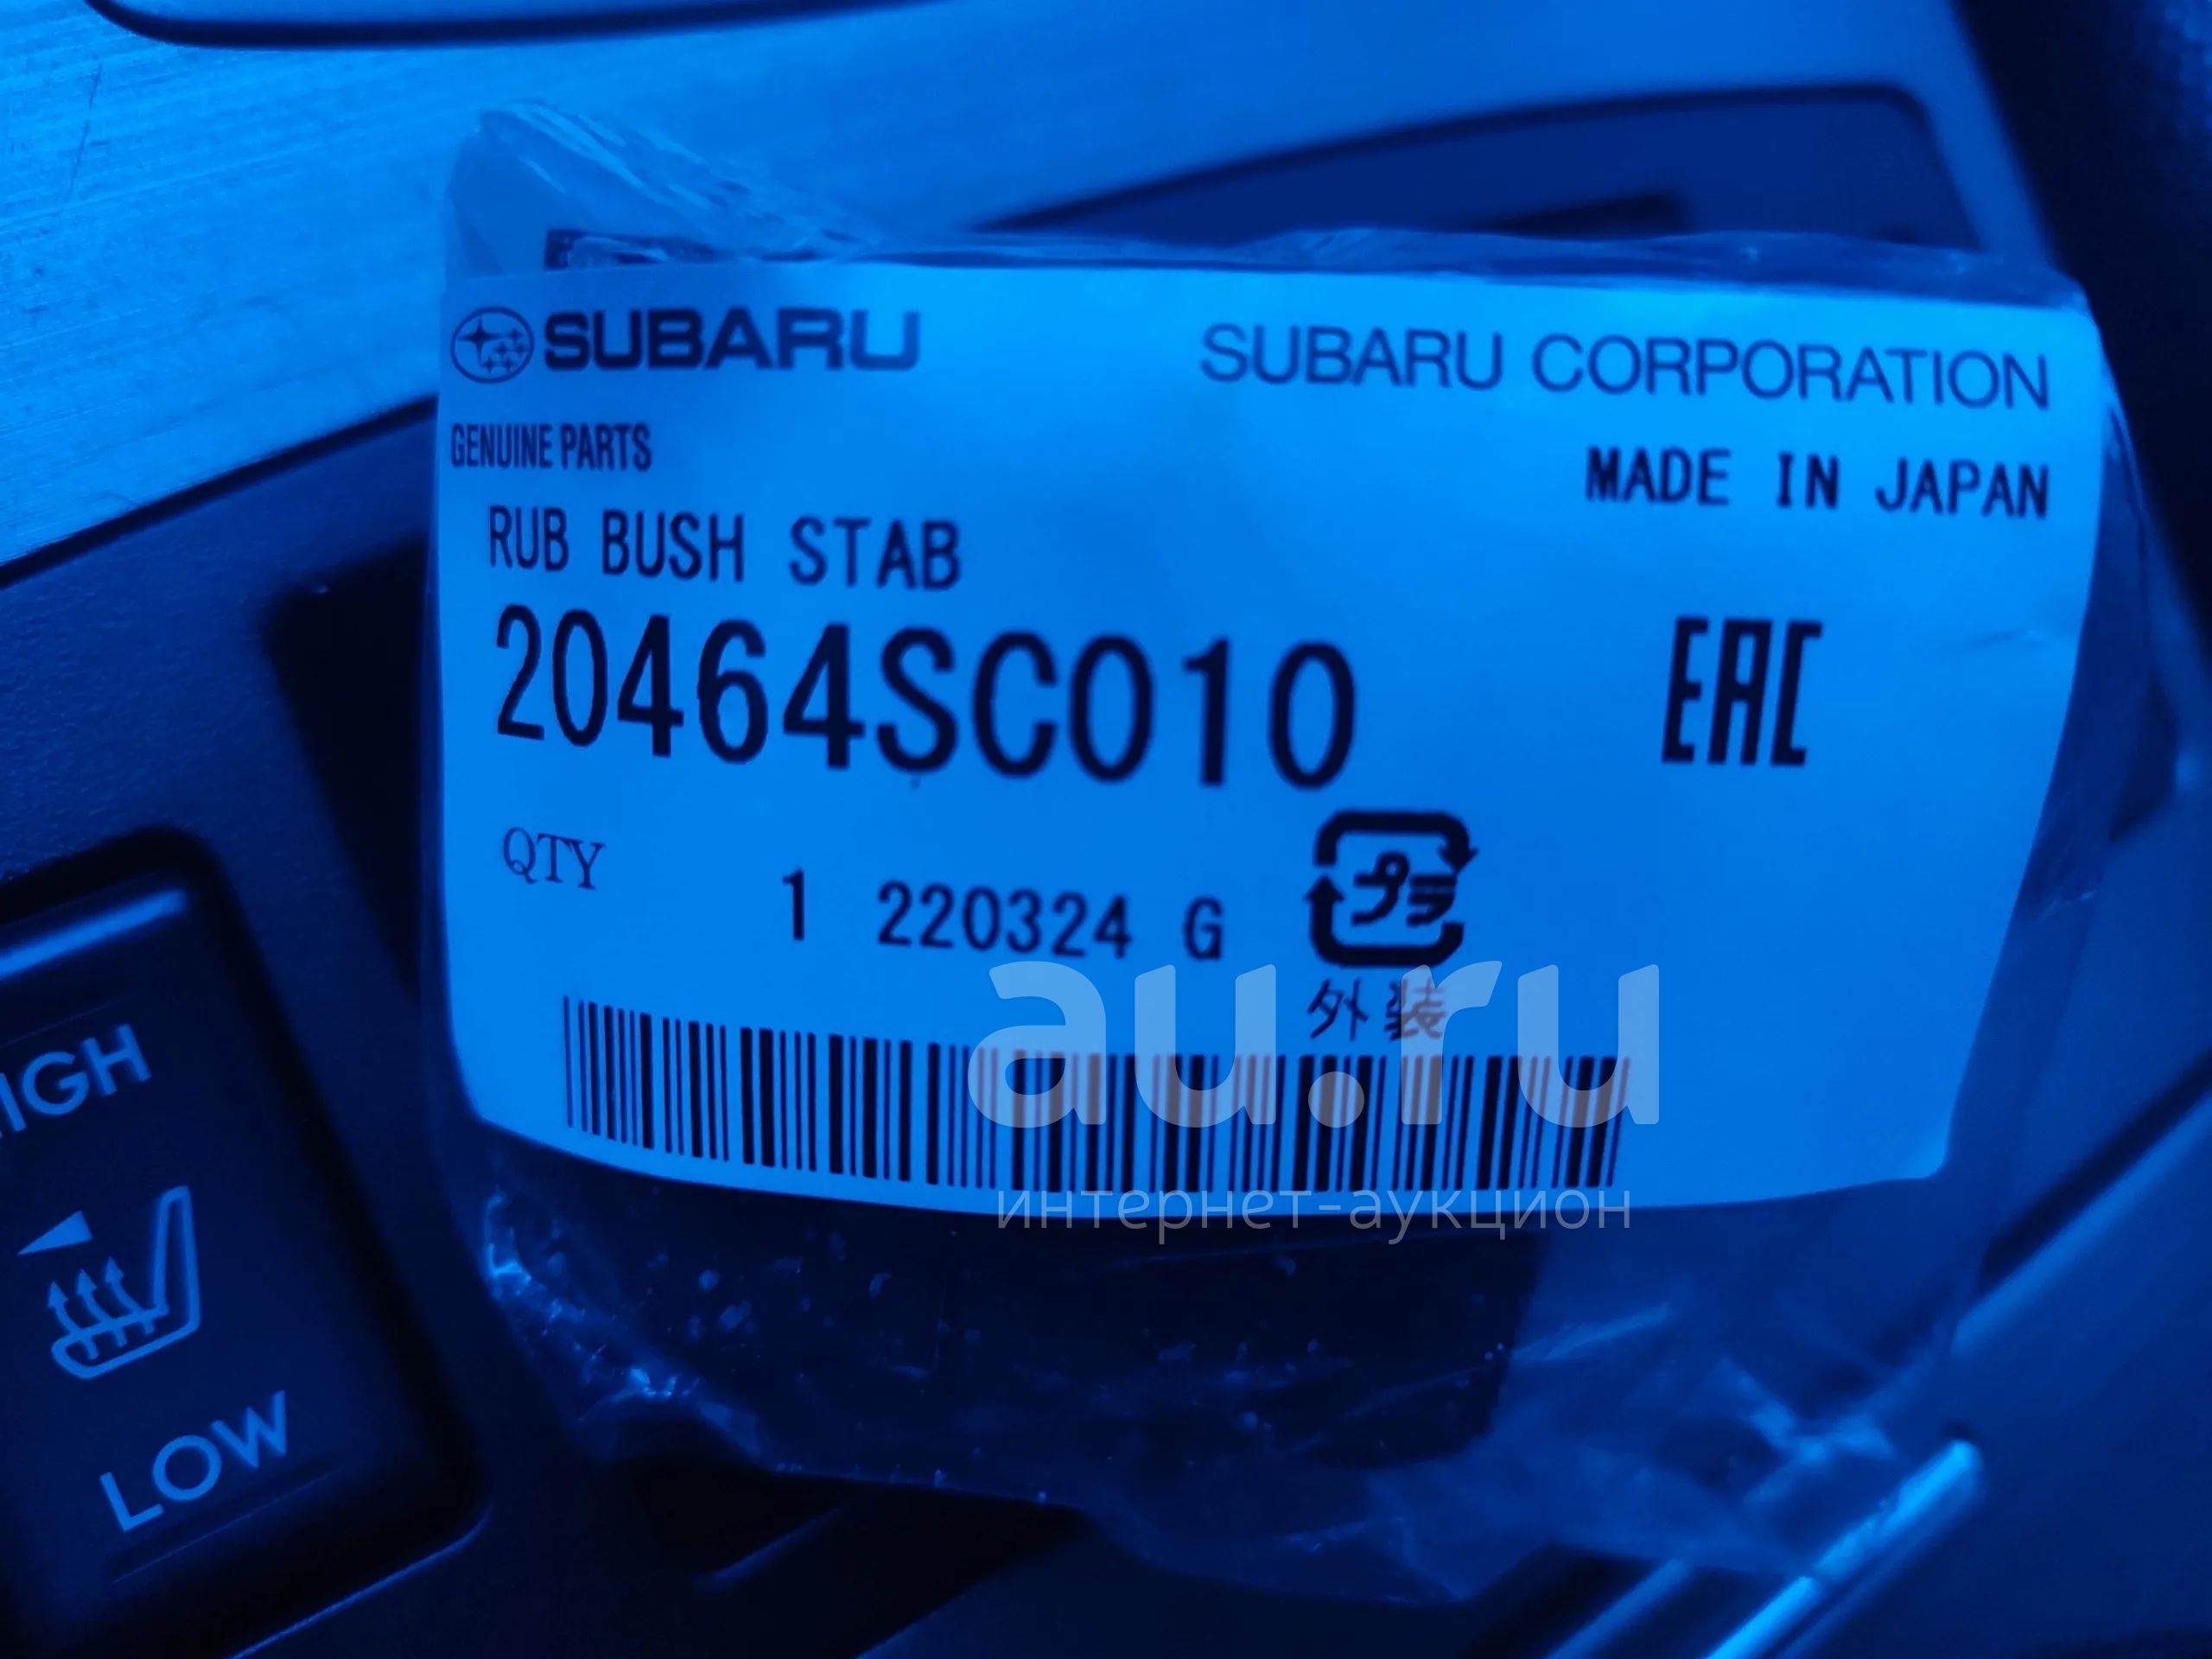 SUBARU
SUBARU CORPORATION
GENUINE PARTS
MADE IN JAPAN
RUB BUSH STAB
20464SC010
EAC
QTY 1 220324 G
プラ
外装
au.ru
интернет-аукцион
HIGH
LOW